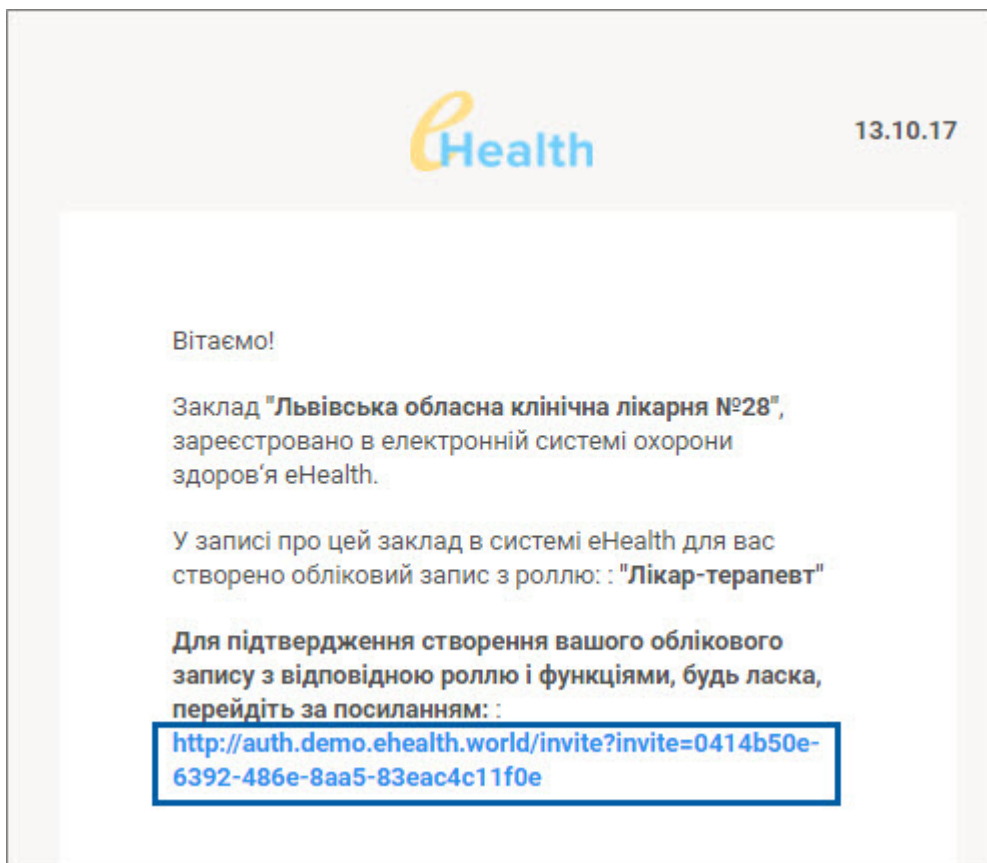 eHealth
13.10.17
Вітаємо!
Заклад "Львівська обласна клінічна лікарня №28",
зареєстровано в електронній системі охорони
здоров‘я eHealth.
У записі про цей заклад в системі eHealth для вас
створено обліковий запис з роллю: : "Лікар-терапевт"
Для підтвердження створення вашого облікового
запису з відповідною роллю і функціями, будь ласка,
перейдіть за посиланням: :
http://auth.demo.ehealth.world/invite?invite=0414b50e-
6392-486e-8aa5-83eac4c11f0e